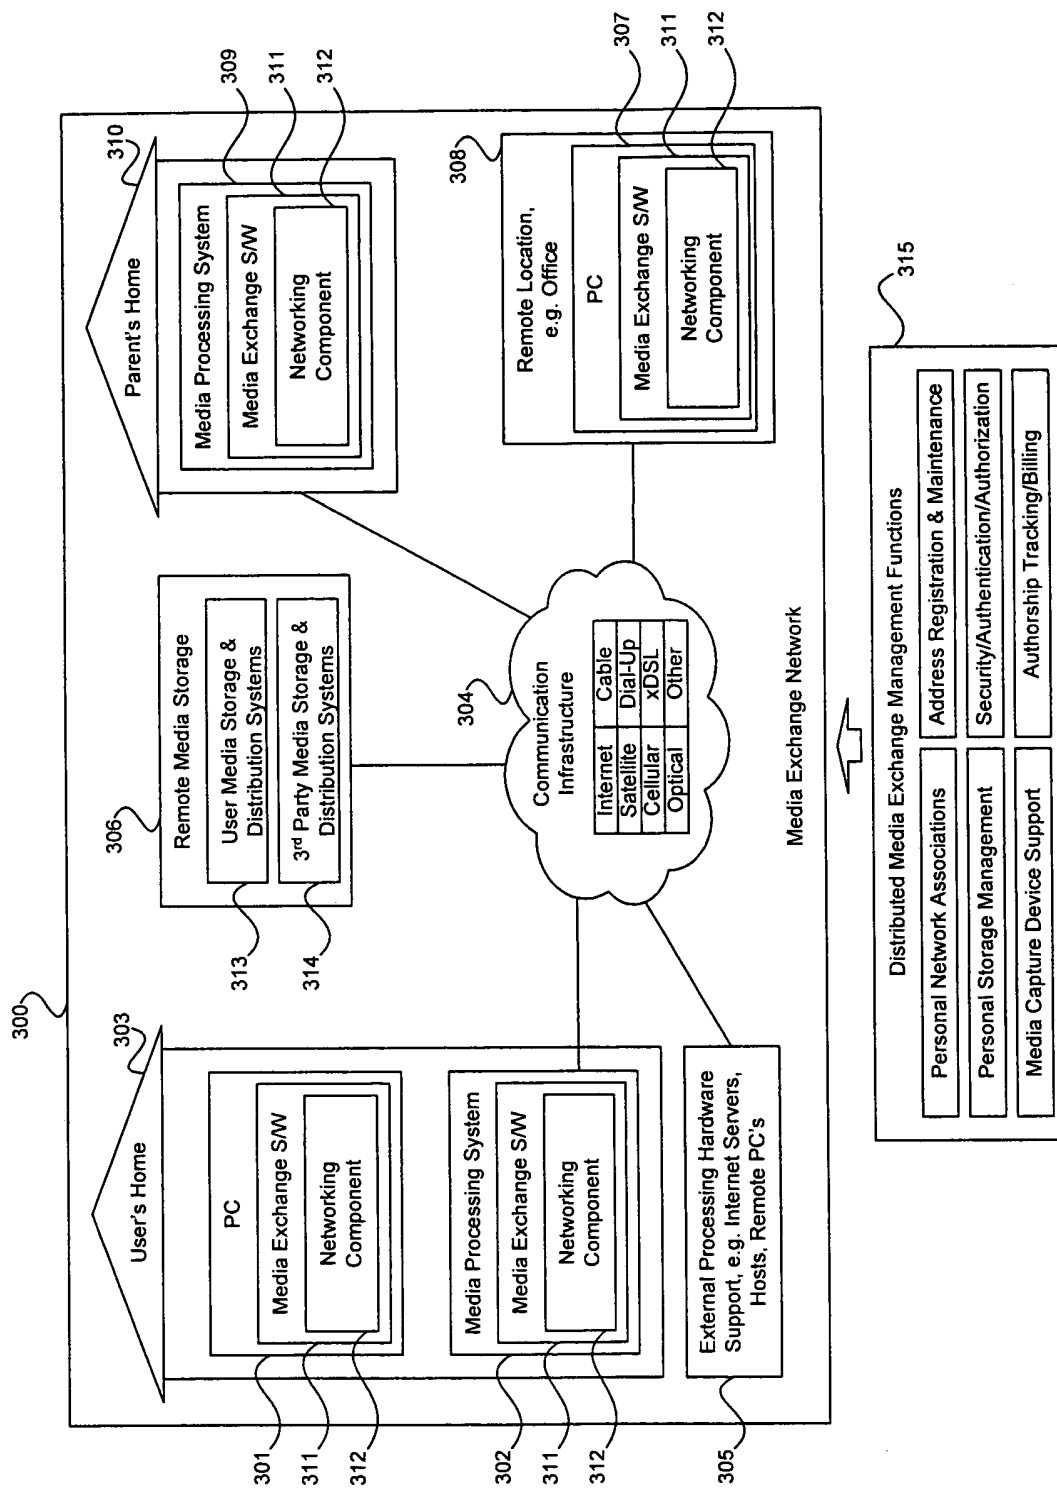 300
303
User's Home
PC
Media Exchange S/W
Networking
Component
301
311
312
Media Processing System
Media Exchange S/W
Networking
Component
302
311
312
External Processing Hardware
Support, e.g. Internet Servers,
Hosts, Remote PC's
305
306
Remote Media Storage
User Media Storage &
Distribution Systems
3rd Party Media Storage &
Distribution Systems
313
314
304
Communication
Infrastructure
Internet Cable
Satellite Dial-Up
Cellular xDSL
Optical Other
310
Parent's Home
Media Processing System
Media Exchange S/W
Networking
Component
309
311
312
308
Remote Location,
e.g. Office
PC
Media Exchange S/W
Networking
Component
307
311
312
Media Exchange Network
315
Distributed Media Exchange Management Functions
Personal Network Associations
Address Registration & Maintenance
Personal Storage Management
Security/Authentication/Authorization
Media Capture Device Support
Authorship Tracking/Billing